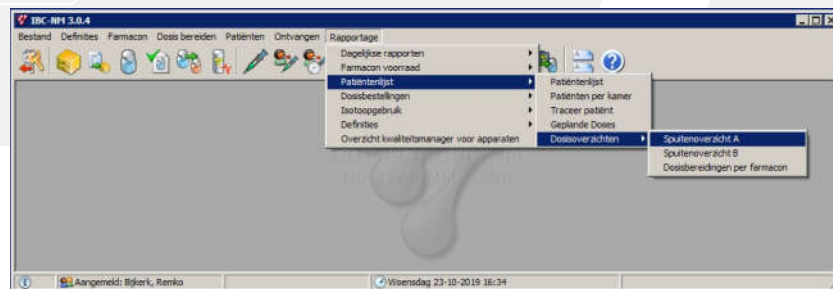 IBC-NM 3.0.4
Bestand Definities Farmacon Dosis bereiden Patiënten Ontvangen Rapportage
Dagelijkse rapporten
Farmacon voorraad
Patiëntenlijst
Dosisbestellingen
Isotoopgebruik
Definities
Overzicht kwaliteitsmanager voor apparaten
Patiëntenlijst
Patiënten per kamer
Traceer patiënt
Geplande Doses
Dosisoverzichten
Spuitenoverzicht A
Spuitenoverzicht B
Dosisbereidingen per farmacon
Aangemeld: Bijkerk, Remko
Woensdag 23-10-2019 16:34